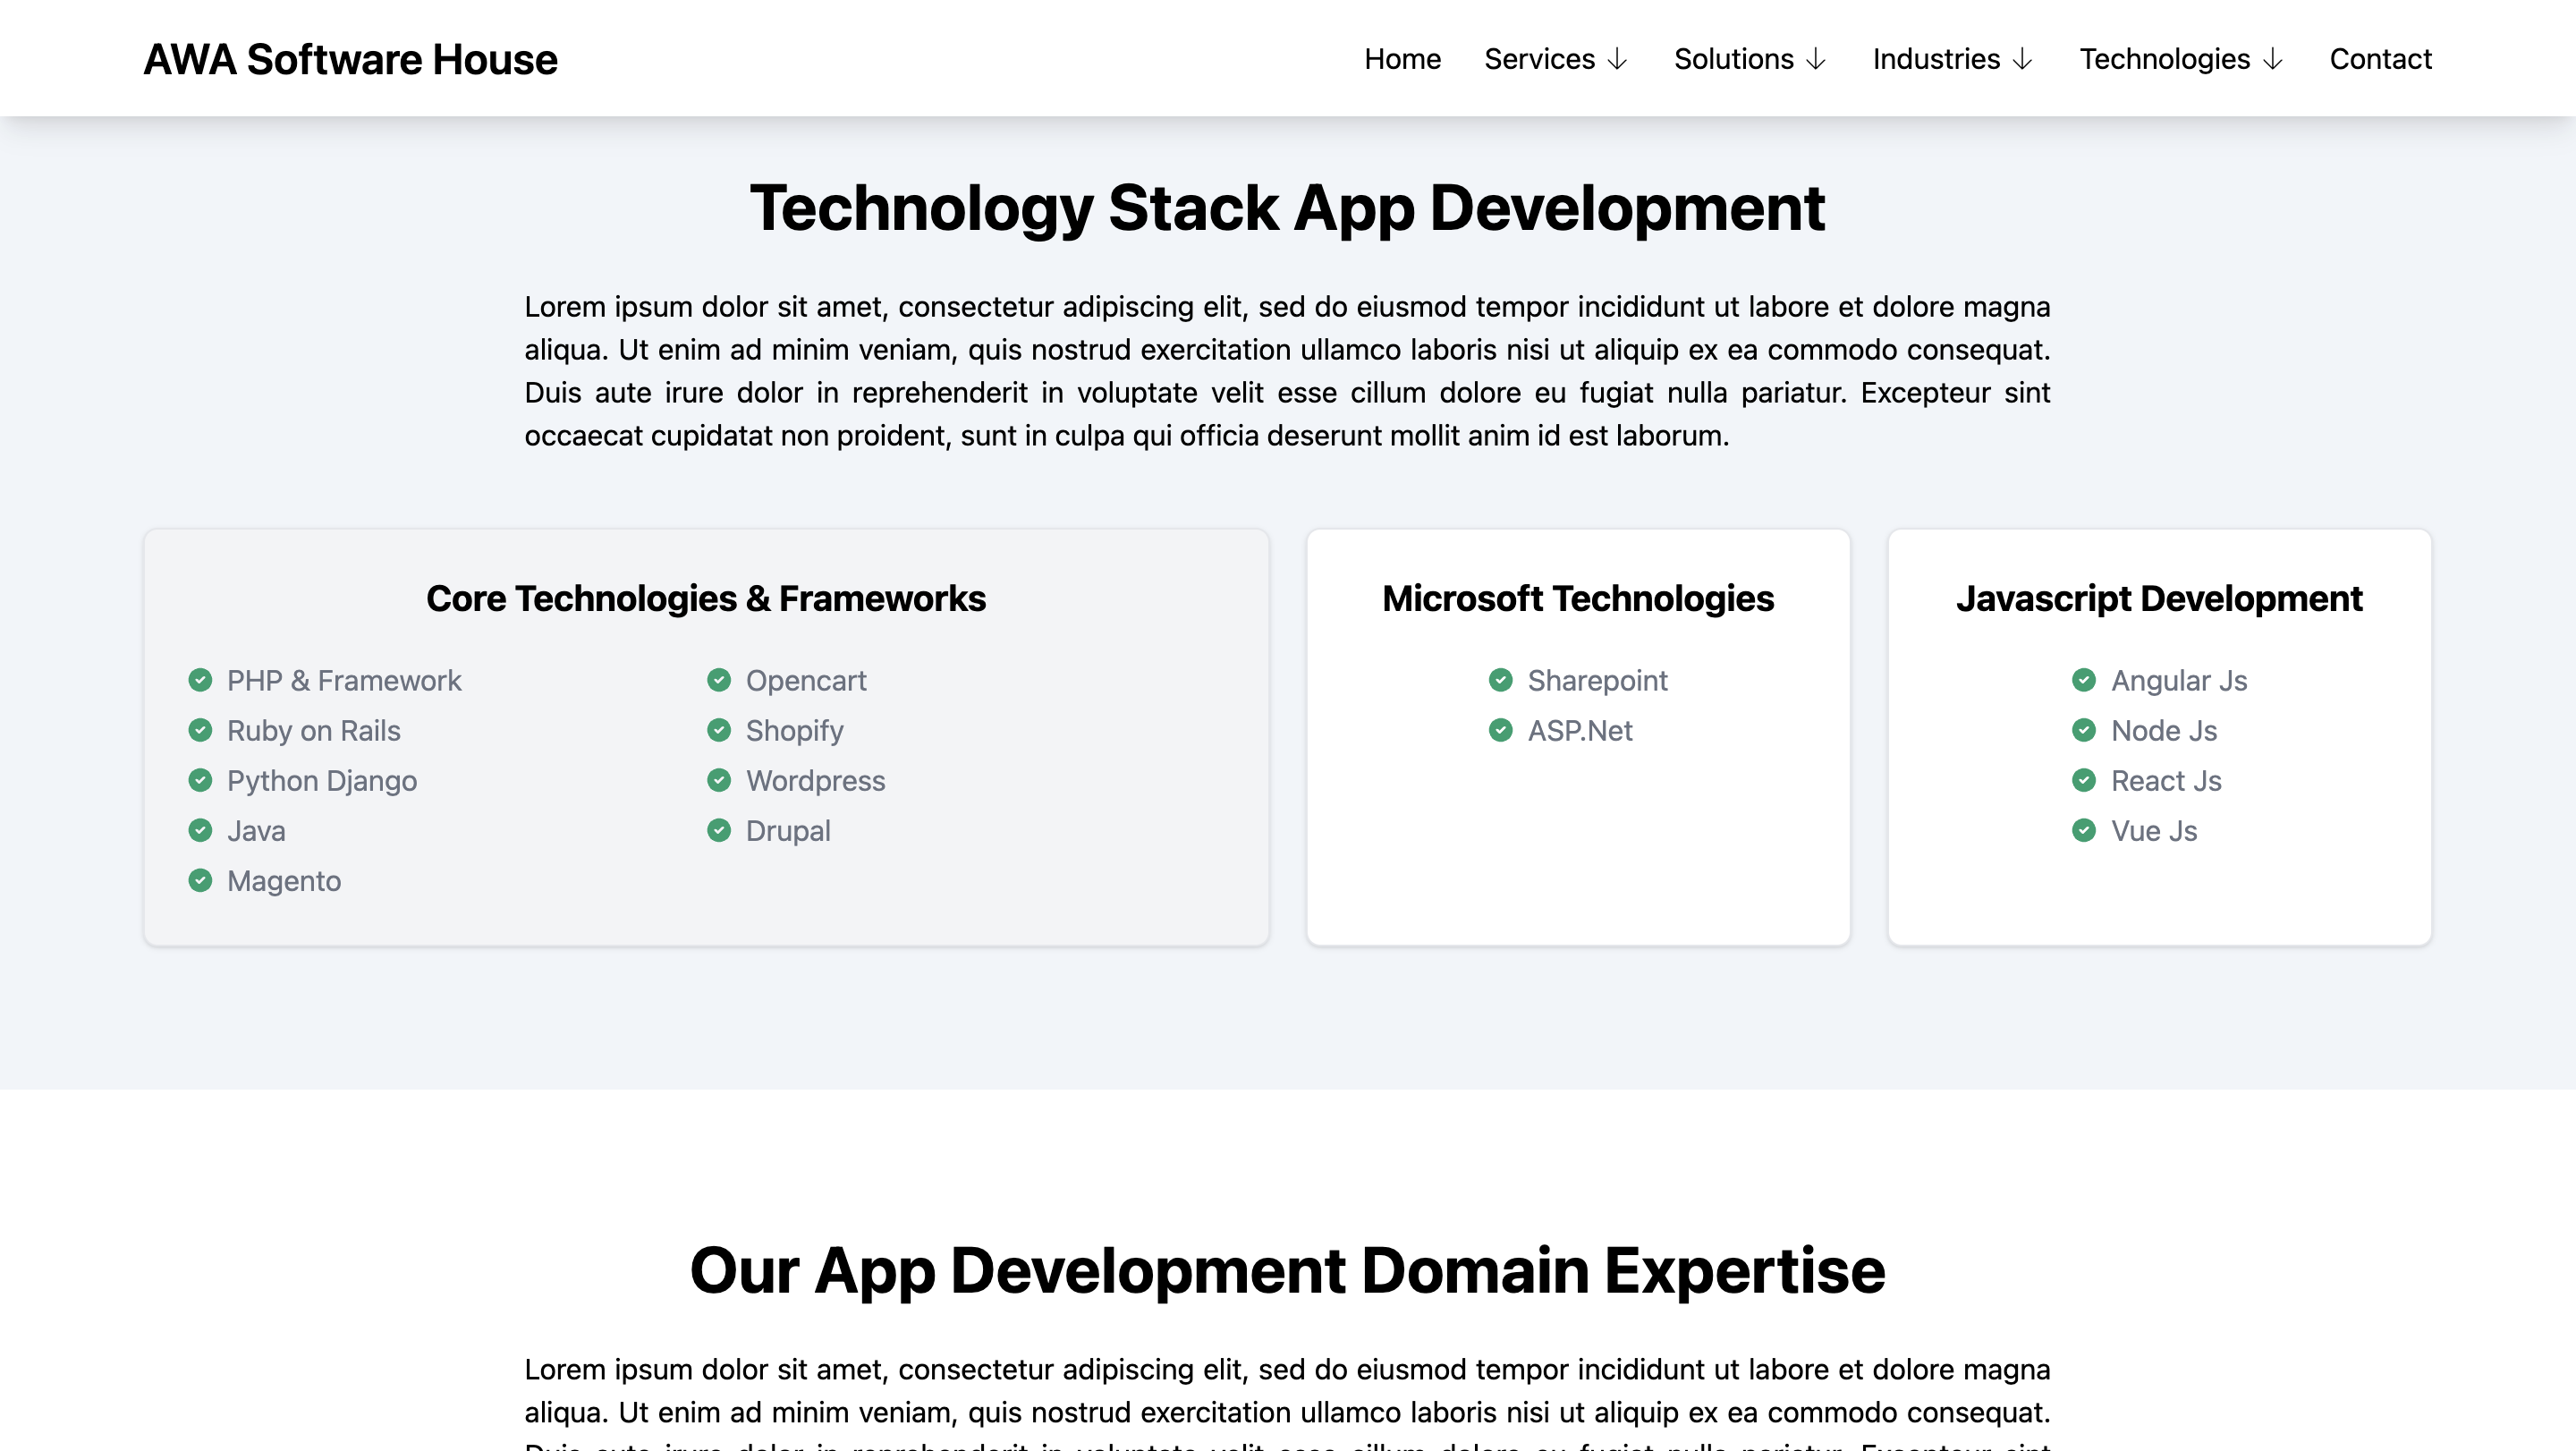 AWA Software House
Home Services Solutions Industries Technologies Contact
Technology Stack App Development
Lorem ipsum dolor sit amet, consectetur adipiscing elit, sed do eiusmod tempor incididunt ut labore et dolore magna
aliqua. Ut enim ad minim veniam, quis nostrud exercitation ullamco laboris nisi ut aliquip ex ea commodo consequat.
Duis aute irure dolor in reprehenderit in voluptate velit esse cillum dolore eu fugiat nulla pariatur. Excepteur sint
occaecat cupidatat non proident, sunt in culpa qui officia deserunt mollit anim id est laborum.
Core Technologies & Frameworks
PHP & Framework
Ruby on Rails
Python Django
Java
Magento
Opencart
Shopify
Wordpress
Drupal
Microsoft Technologies
Sharepoint
ASP.Net
Javascript Development
Angular Js
Node Js
React Js
Vue Js
Our App Development Domain Expertise
Lorem ipsum dolor sit amet, consectetur adipiscing elit, sed do eiusmod tempor incididunt ut labore et dolore magna
aliqua. Ut enim ad minim veniam, quis nostrud exercitation ullamco laboris nisi ut aliquip ex ea commodo consequat.